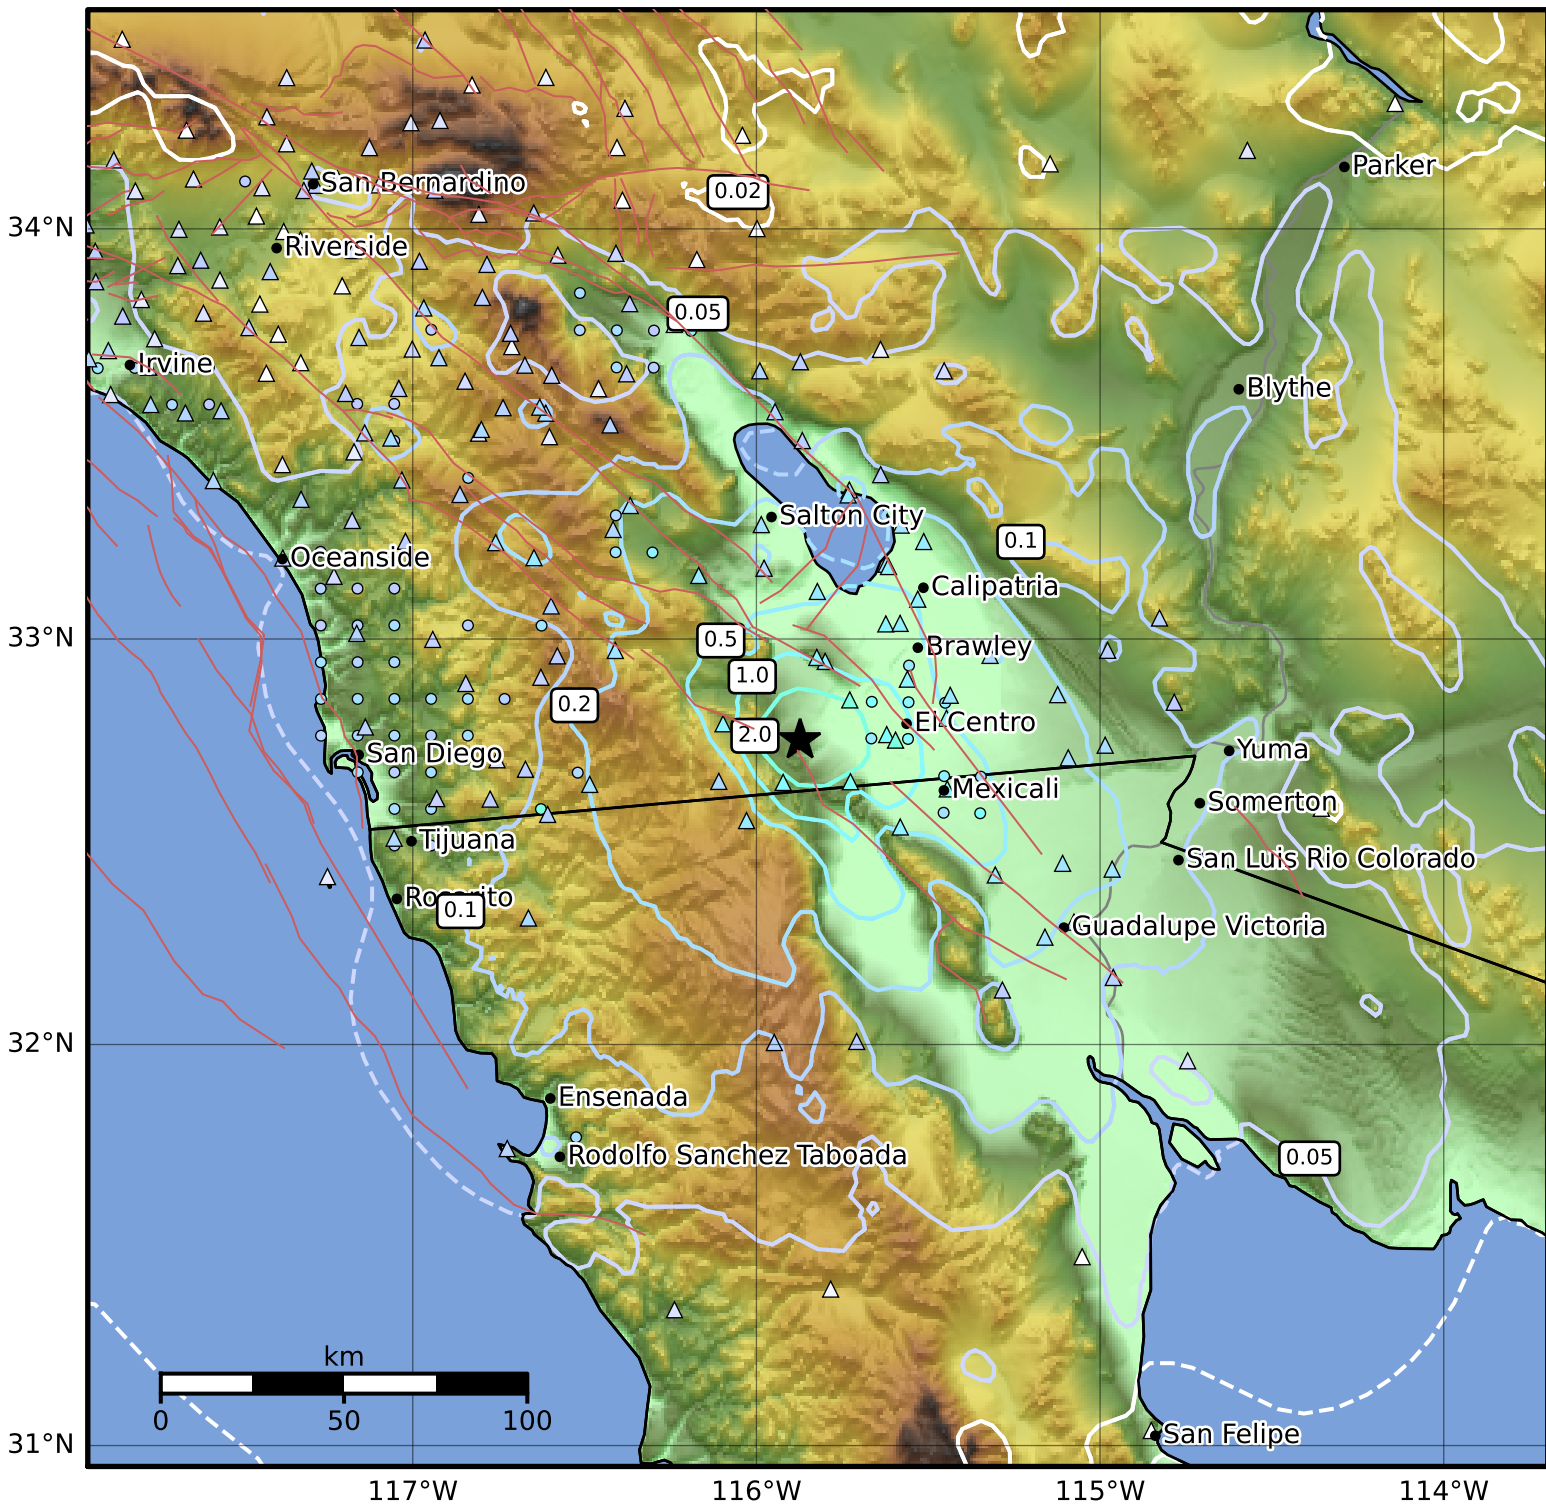 Parker
San Bernardino
0.02
34°N
Riverside
0.05
Irvine
Blythe
Salton City
0.1
Oceanside
Calipatria
33°N
0.5
Brawley
1.0
0.2
El Centro
2.0
San Diego
Yuma
Mexicali
Somerton
Tijuana
San Luis Rio Colorado
Rosarito
0.1
Guadalupe Victoria
32°N
Ensenada
Rodolfo Sanchez Taboada
0.05
km
0 50 100
San Felipe
31°N
117°W 116°W 115°W 114°W